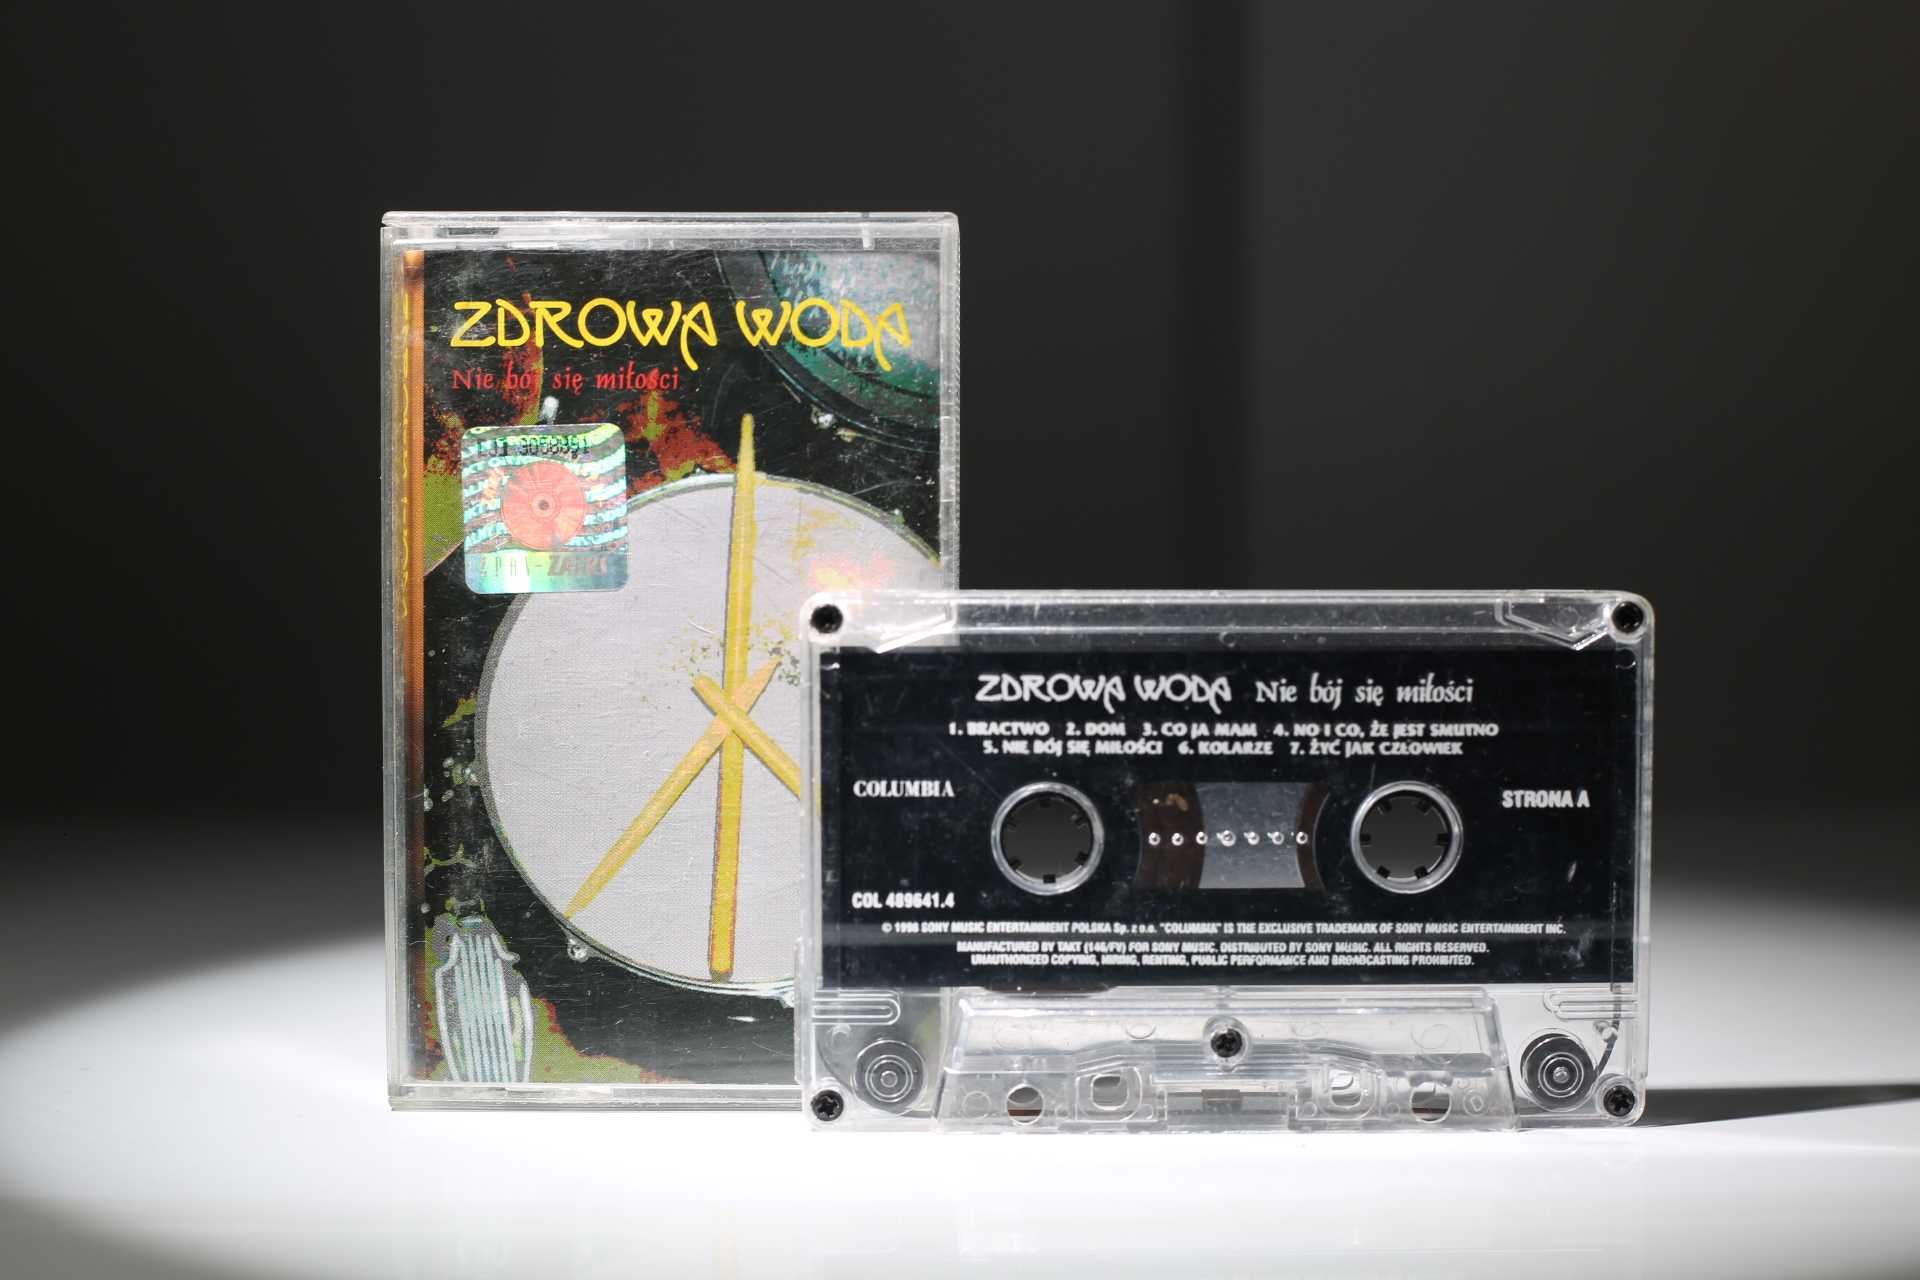 ZDROWA WODA
Nie bój się miłości
ZPAV - ZAIKS
ZDROWA WODA Nie bój się miłości
1. BRACTWO 2. DOM 3. CO JA MAM 4. NO I CO, ŻE JEST SMUTNO
5. NIE BÓJ SIĘ MIŁOŚCI 6. KOLARZE 7. ŻYĆ JAK CZŁOWIEK
COLUMBIA
STRONA A
COL 489641.4
© 1998 SONY MUSIC ENTERTAINMENT POLSKA Sp. z o.o. "COLUMBIA" IS THE EXCLUSIVE TRADEMARK OF SONY MUSIC ENTERTAINMENT INC.
MANUFACTURED BY TAKT (146/FV) FOR SONY MUSIC. DISTRIBUTED BY SONY MUSIC. ALL RIGHTS RESERVED.
UNAUTHORIZED COPYING, HIRING, RENTING, PUBLIC PERFORMANCE AND BROADCASTING PROHIBITED.